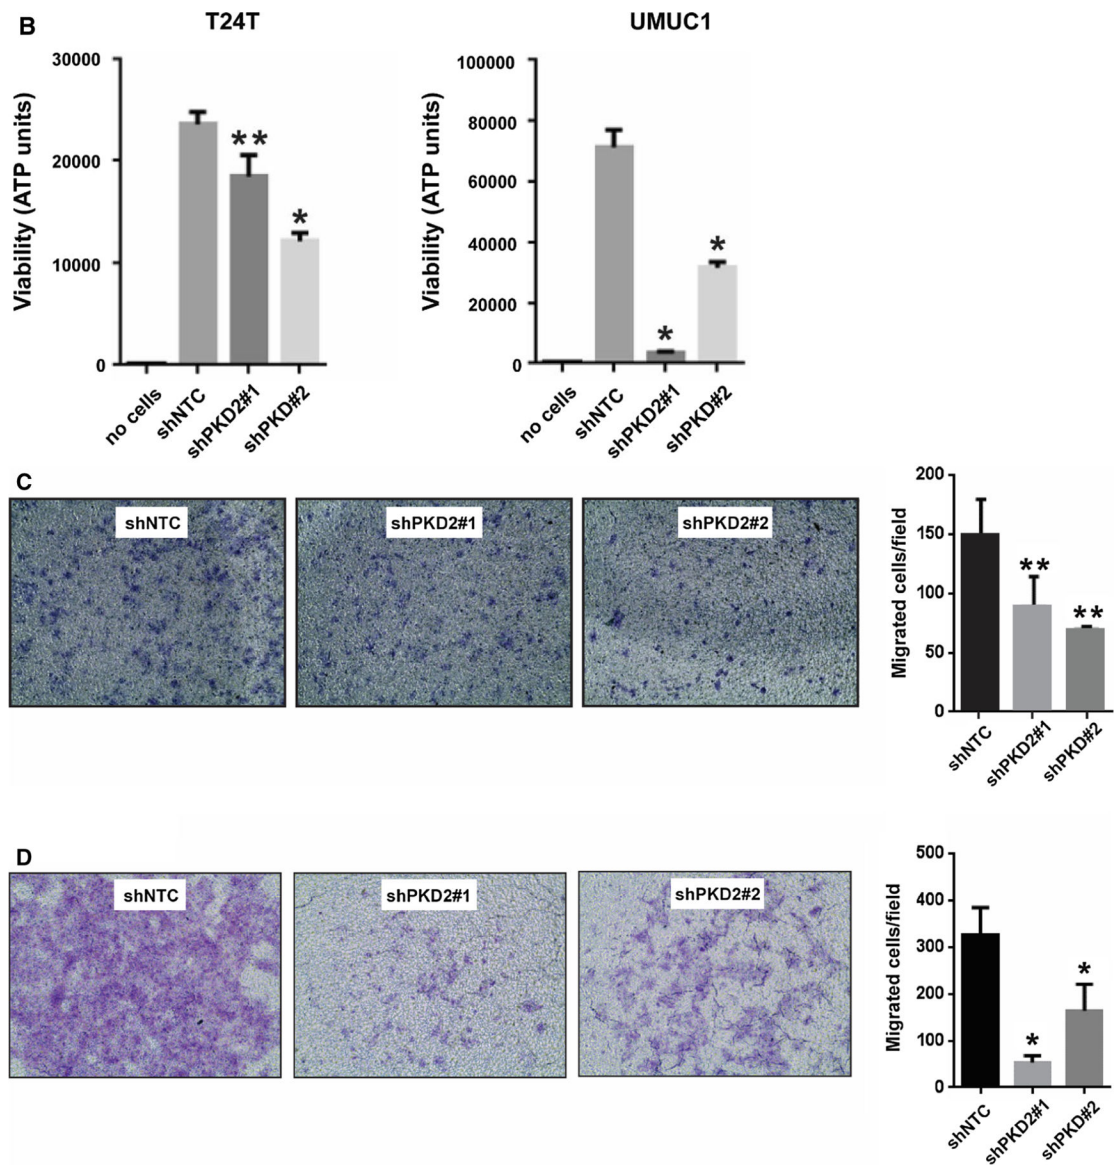 B
T24T
UMUC1
Viability (ATP units)
30000
20000
10000
0
**
*
no cells
shNTC
shPKD2#1
shPKD#2
Viability (ATP units)
100000
80000
60000
40000
20000
0
*
*
no cells
shNTC
shPKD2#1
shPKD#2
C
shNTC
shPKD2#1
shPKD2#2
Migrated cells/field
200
150
100
50
0
**
**
shNTC
shPKD2#1
shPKD#2
D
shNTC
shPKD2#1
shPKD2#2
Migrated cells/field
500
400
300
200
100
0
*
*
shNTC
shPKD2#1
shPKD#2